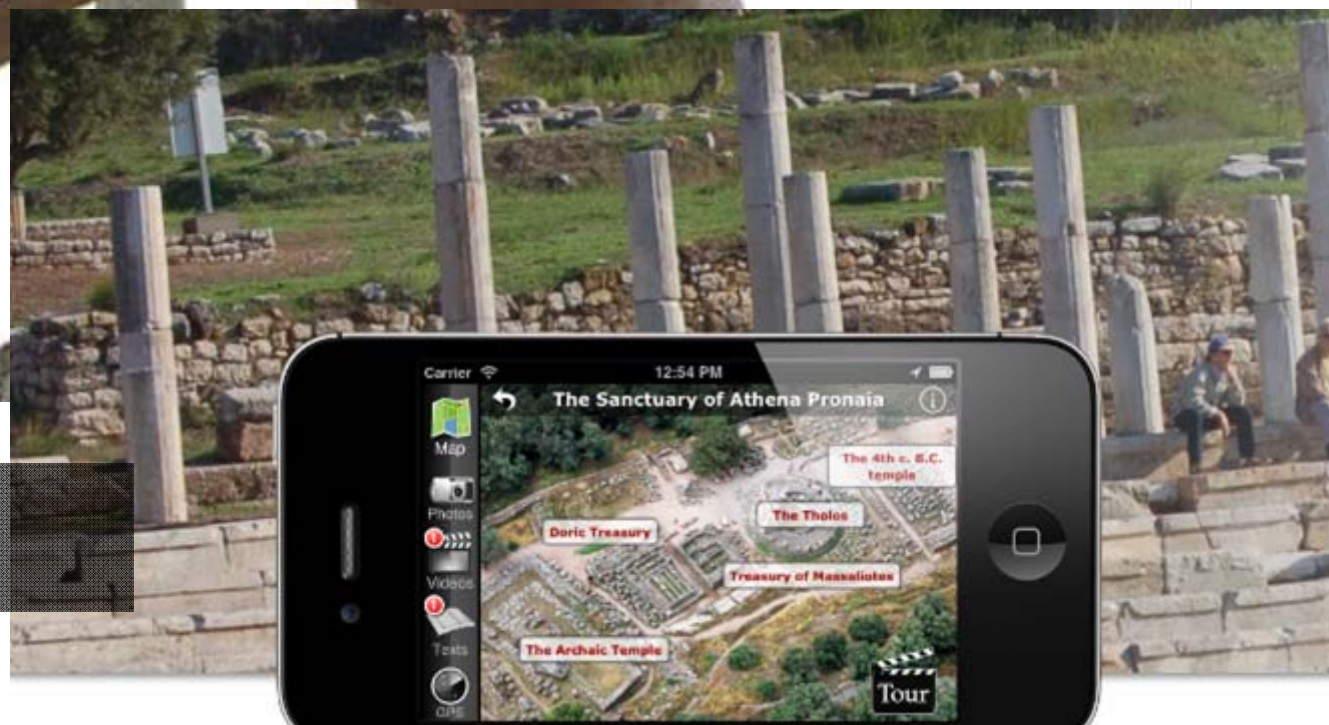 Carrier 12:54 PM
The Sanctuary of Athena Pronaia
Map
Photos
Videos
Texts
GPS
The 4th c. B.C.
temple
The Tholos
Doric Treasury
Treasury of Massaliotes
The Archaic Temple
Tour